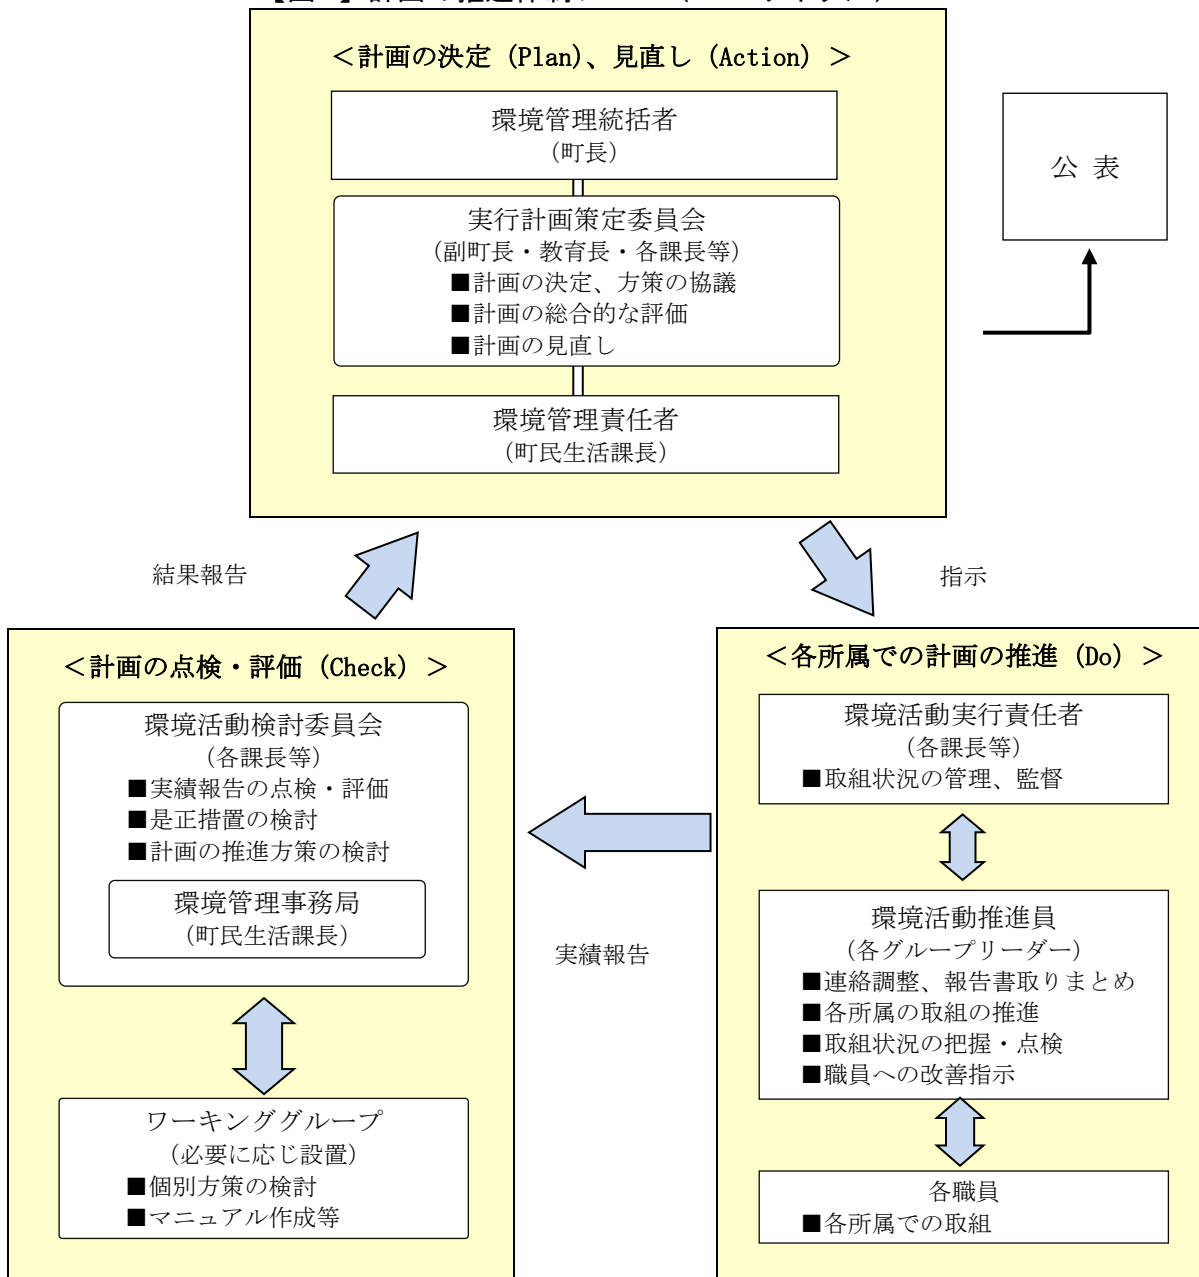 ＜計画の決定（Plan）、見直し（Action）＞
環境管理統括者
（町長）
公 表
実行計画策定委員会
（副町長・教育長・各課長等）
■計画の決定、方策の協議
■計画の総合的な評価
■計画の見直し
環境管理責任者
（町民生活課長）
結果報告
指示
＜計画の点検・評価（Check）＞
環境活動検討委員会
（各課長等）
■実績報告の点検・評価
■是正措置の検討
■計画の推進方策の検討
環境管理事務局
（町民生活課長）
ワーキンググループ
（必要に応じ設置）
■個別方策の検討
■マニュアル作成等
実績報告
＜各所属での計画の推進（Do）＞
環境活動実行責任者
（各課長等）
■取組状況の管理、監督
環境活動推進員
（各グループリーダー）
■連絡調整、報告書取りまとめ
■各所属の取組の推進
■取組状況の把握・点検
■職員への改善指示
各職員
■各所属での取組